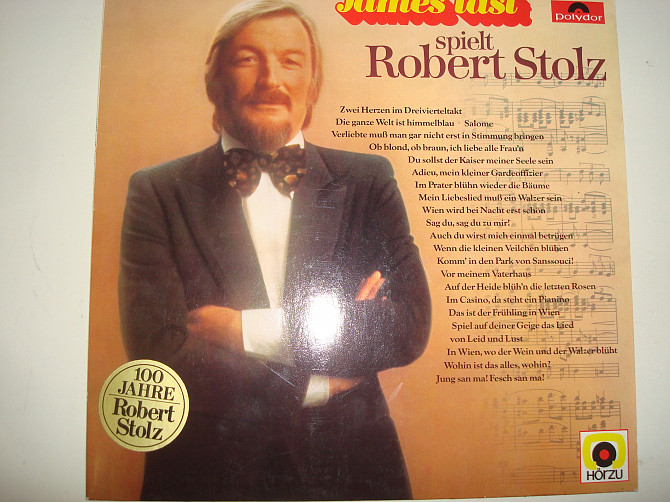 James Last
polydor
spielt
Robert Stolz
Zwei Herzen im Dreivierteltakt
Die ganze Welt ist himmelblau · Salome
Verliebte muß man gar nicht erst in Stimmung bringen
Ob blond, ob braun, ich liebe alle Frau'n
Du sollst der Kaiser meiner Seele sein
Adieu, mein kleiner Gardeoffizier
Im Prater blühn wieder die Bäume
Mein Liebeslied muß ein Walzer sein
Wien wird bei Nacht erst schön
Sag du, sag du zu mir!
Auch du wirst mich einmal betrügen
Wenn die kleinen Veilchen blühen
Komm' in den Park von Sanssouci!
Vor meinem Vaterhaus
Auf der Heide blüh'n die letzten Rosen
Im Casino, da steht ein Pianino
Das ist der Frühling in Wien
Spiel auf deiner Geige das Lied
von Leid und Lust
In Wien, wo der Wein und der Walzer blüht
Wohin ist das alles, wohin?
Jung san ma! Fesch san ma!
100
JAHRE
Robert
Stolz
HÖRZU